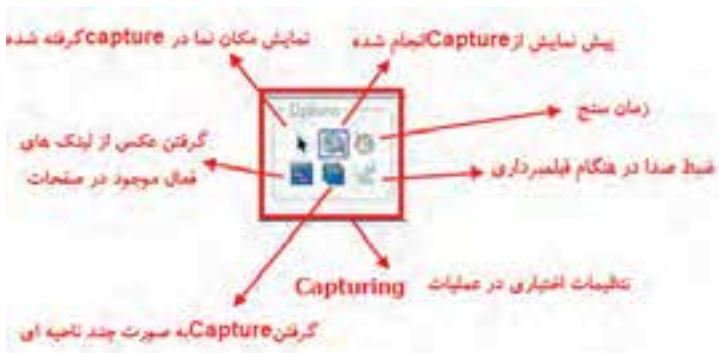 پیش نمایش از Capture انجام شده
نمایش مکان نما در capture گرفته شده
Options
زمان سنج
گرفتن عکس از لینک های
فعال موجود در صفحات
ضبط صدا در هنگام فیلمبرداری
تنظیمات اختیاری در عملیات Capturing
گرفتن Capture به صورت چند ناحیه ای